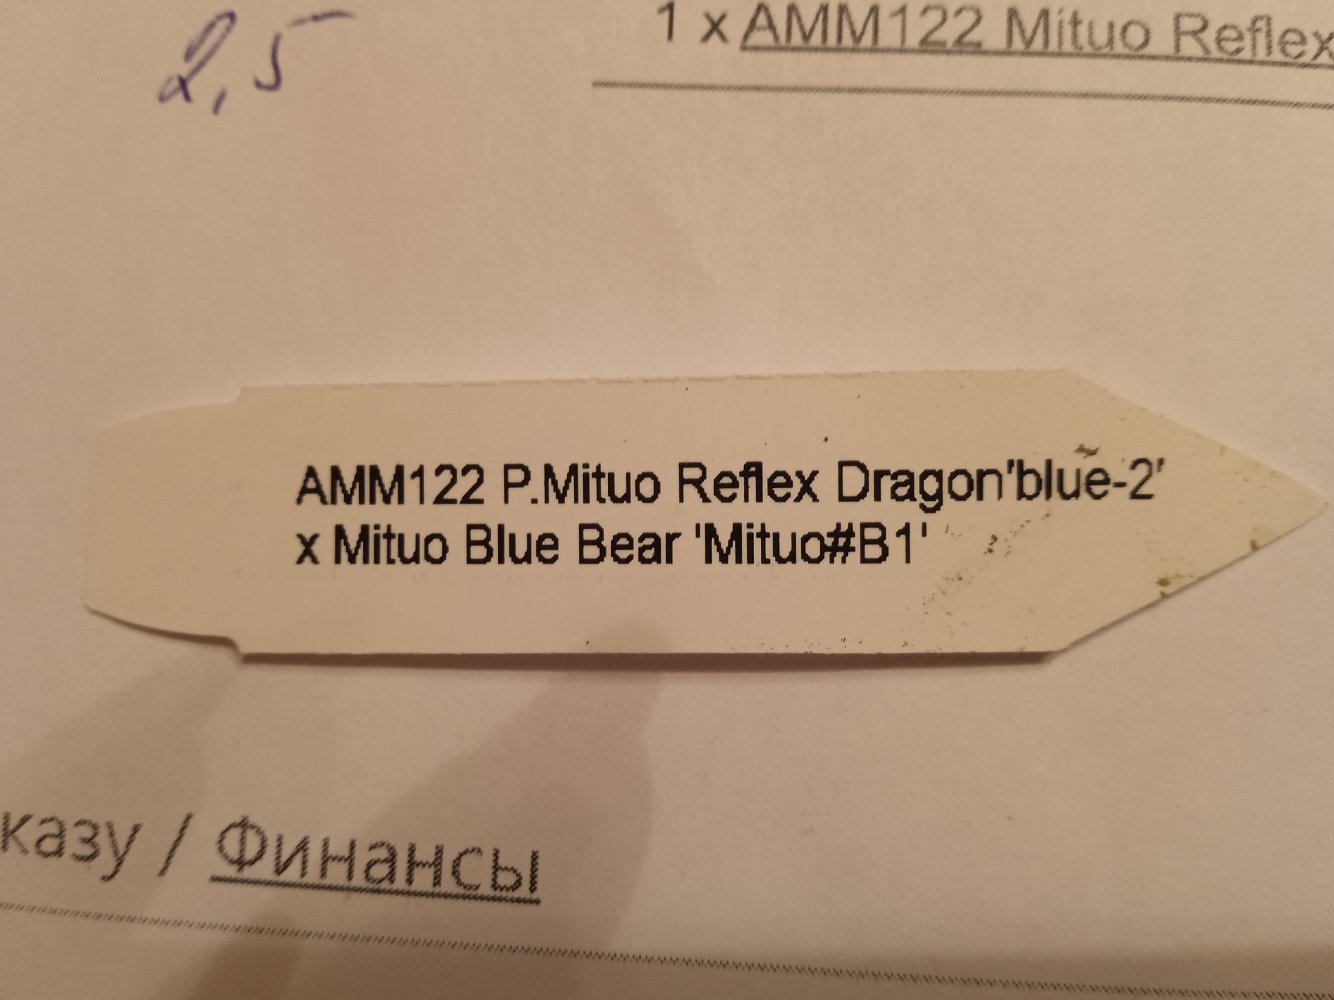 2,5
1 x AMM122 Mituo Reflex
AMM122 P.Mituo Reflex Dragon'blue-2'
x Mituo Blue Bear 'Mituo#B1'
казу / Финансы